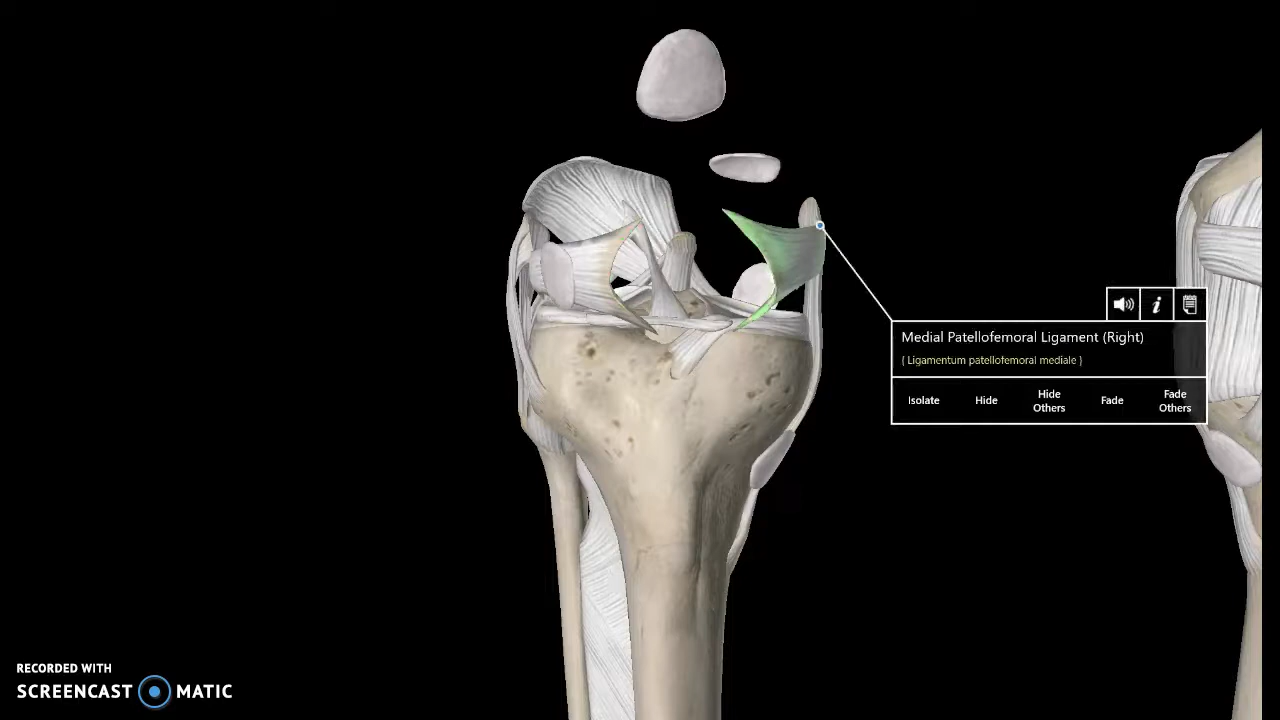 Medial Patellofemoral Ligament (Right)
( Ligamentum patellofemoral mediale )
Isolate
Hide
Hide
Others
Fade
Fade
Others
RECORDED WITH
SCREENCAST MATIC